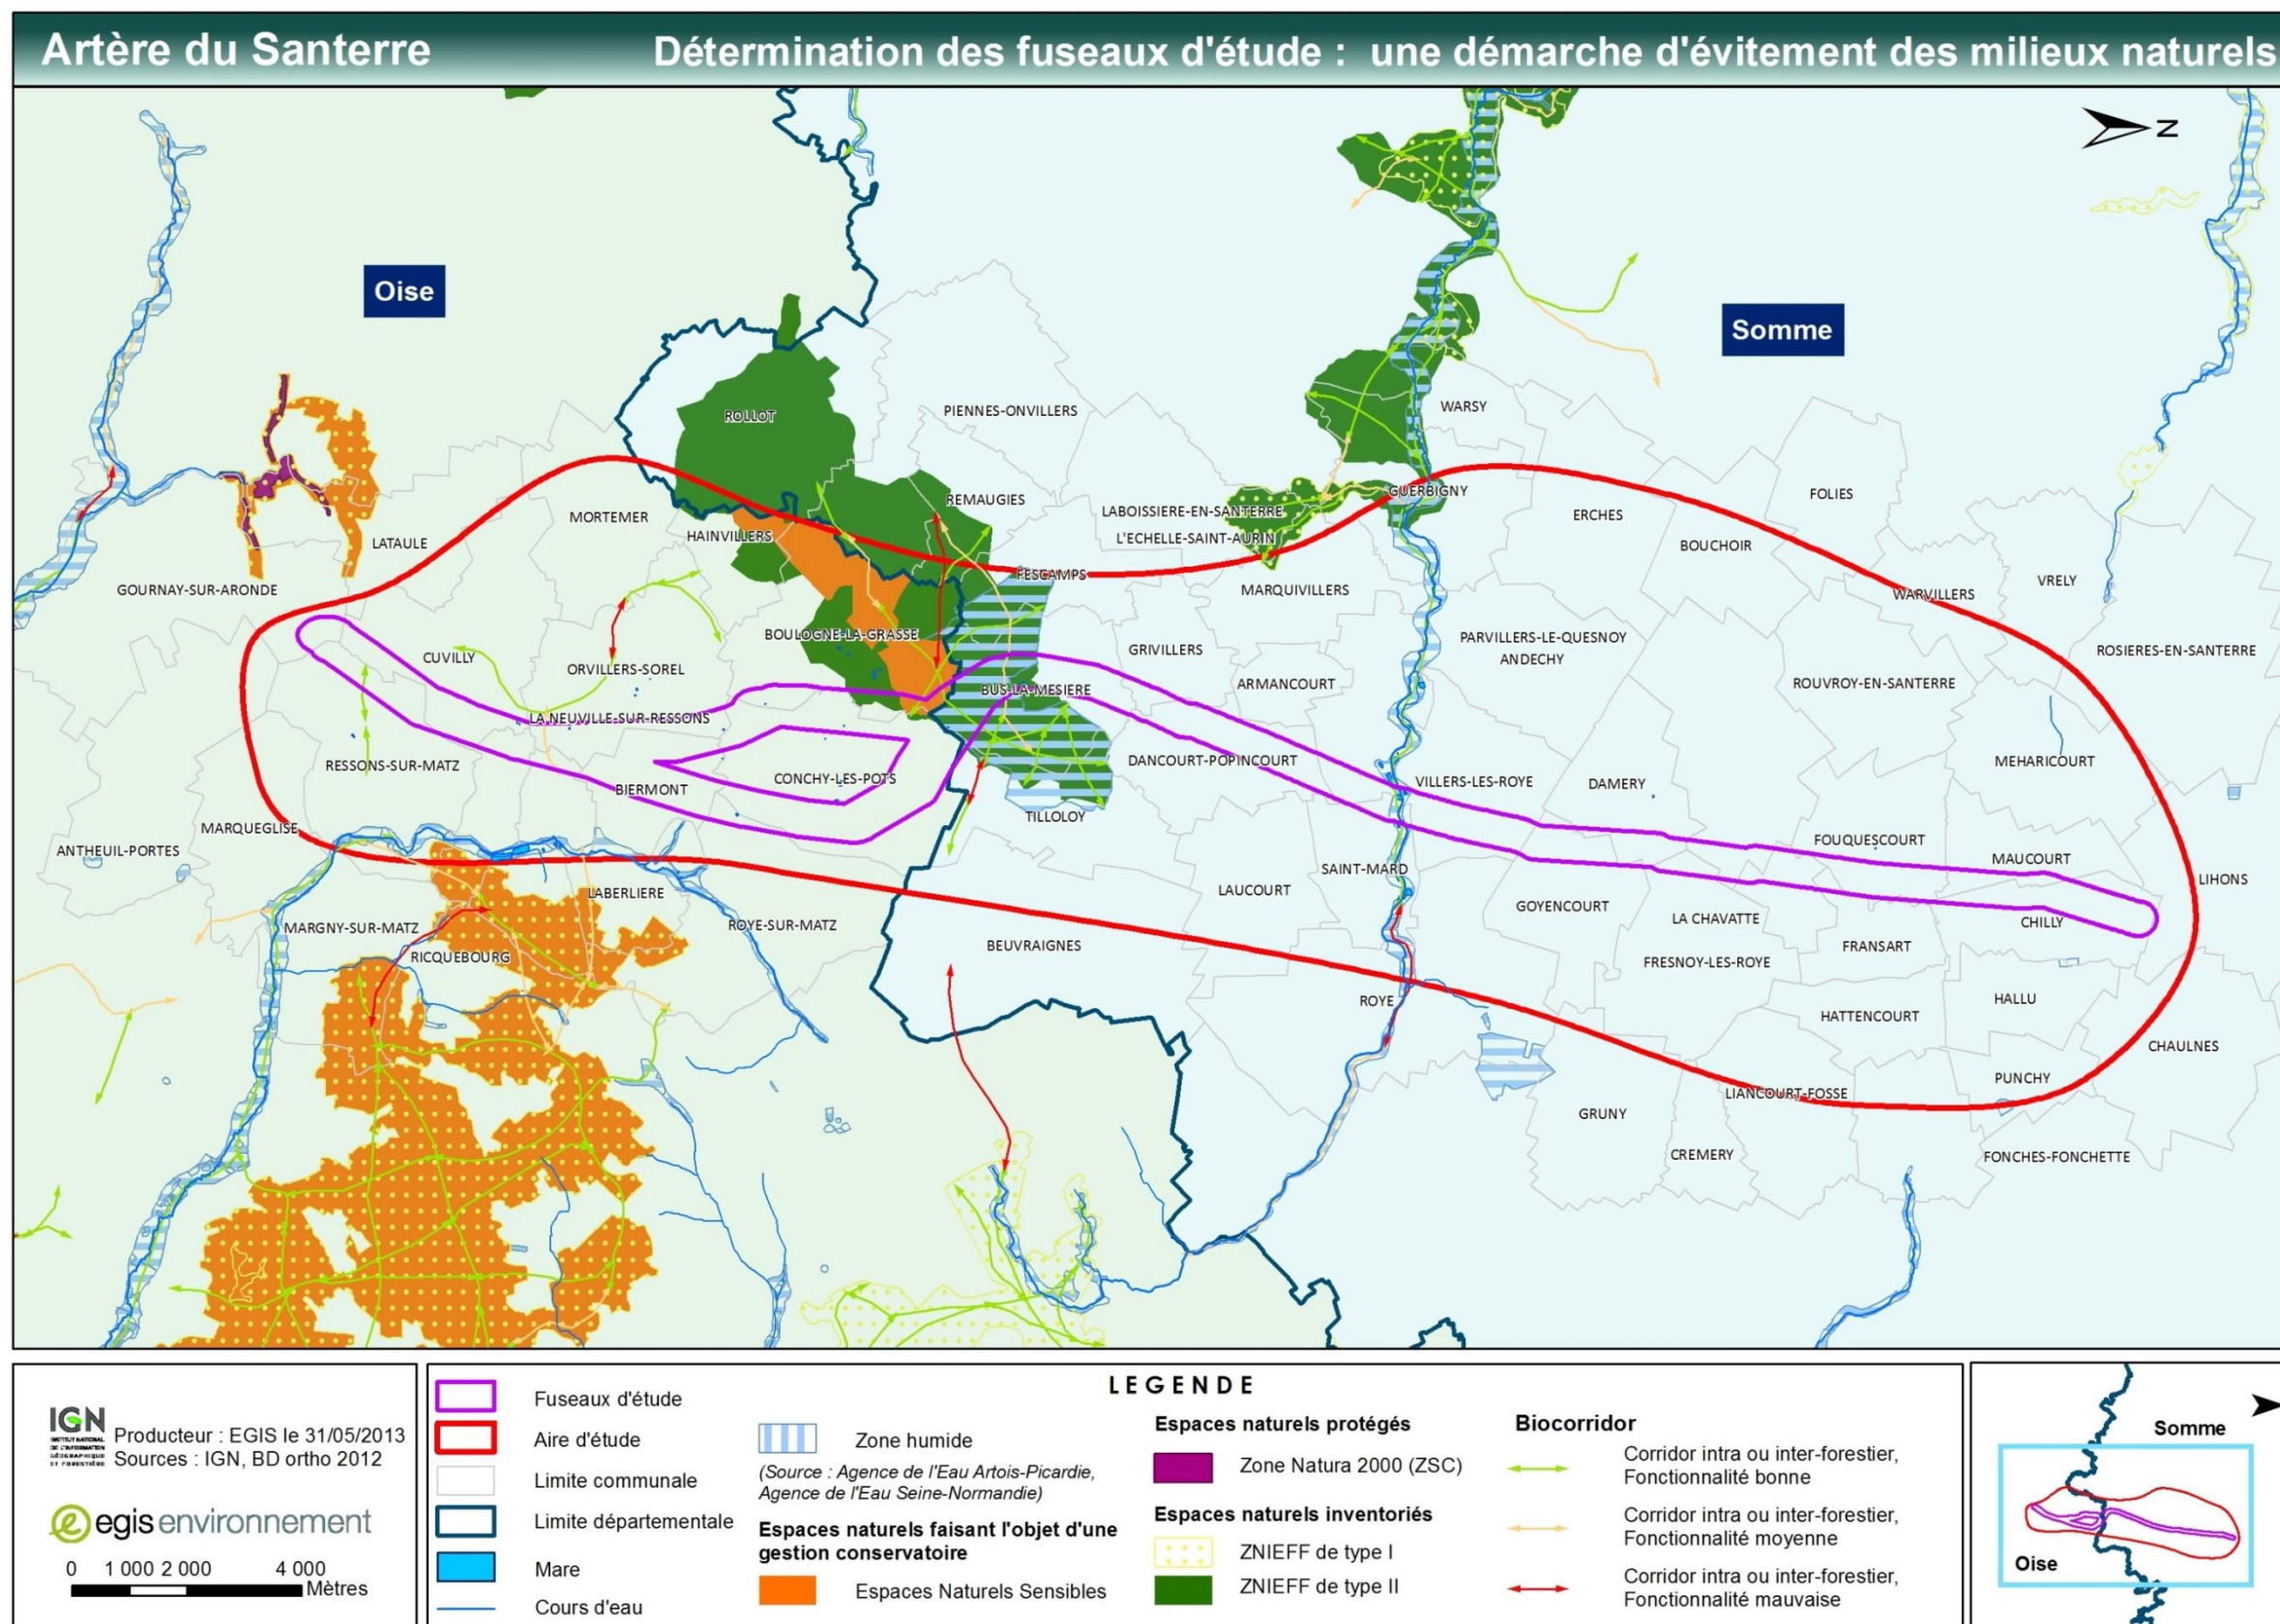 Artère du Santerre
Détermination des fuseaux d'étude : une démarche d'évitement des milieux naturels
N
Oise
Somme
ROLLOT
PIENNES-ONVILLERS
WARSY
REMAUGIES
GUERBIGNY
FOLIES
MORTEMER
LABOISSIERE-EN-SANTERRE
ERCHES
HAINVILLERS
L'ECHELLE-SAINT-AURIN
LATAULE
BOUCHOIR
FESCAMPS
VRELY
GOURNAY-SUR-ARONDE
MARQUIVILLERS
WARVILLERS
BOULOGNE-LA-GRASSE
PARVILLERS-LE-QUESNOY
CUVILLY
GRIVILLERS
ANDECHY
ROSIERES-EN-SANTERRE
ORVILLERS-SOREL
ARMANCOURT
ROUVROY-EN-SANTERRE
BUS-LA-MESIERE
LA NEUVILLE-SUR-RESSONS
RESSONS-SUR-MATZ
DANCOURT-POPINCOURT
MEHARICOURT
CONCHY-LES-POTS
VILLERS-LES-ROYE
DAMERY
BIERMONT
TILLOLOY
MARQUEGLISE
FOUQUESCOURT
ANTHEUIL-PORTES
MAUCOURT
SAINT-MARD
LIHONS
LABERLIERE
LAUCOURT
GOYENCOURT
LA CHAVATTE
CHILLY
MARGNY-SUR-MATZ
ROYE-SUR-MATZ
BEUVRAIGNES
FRANSART
RICQUEBOURG
FRESNOY-LES-ROYE
ROYE
HALLU
HATTENCOURT
CHAULNES
PUNCHY
LIANCOURT-FOSSE
GRUNY
CREMERY
FONCHES-FONCHETTE
IGN
INSTITUT NATIONAL
DE L'INFORMATION
GÉOGRAPHIQUE
ET FORESTIÈRE
Producteur : EGIS le 31/05/2013
Sources : IGN, BD ortho 2012
e egis environnement
0 1 000 2 000 4 000
Mètres
LEGENDE
Fuseaux d'étude
Aire d'étude
Limite communale
Limite départementale
Mare
Cours d'eau
Zone humide
(Source : Agence de l'Eau Artois-Picardie,
Agence de l'Eau Seine-Normandie)
Espaces naturels faisant l'objet d'une
gestion conservatoire
Espaces Naturels Sensibles
Espaces naturels protégés
Zone Natura 2000 (ZSC)
Espaces naturels inventoriés
ZNIEFF de type I
ZNIEFF de type II
Biocorridor
Corridor intra ou inter-forestier,
Fonctionnalité bonne
Corridor intra ou inter-forestier,
Fonctionnalité moyenne
Corridor intra ou inter-forestier,
Fonctionnalité mauvaise
Somme
Oise